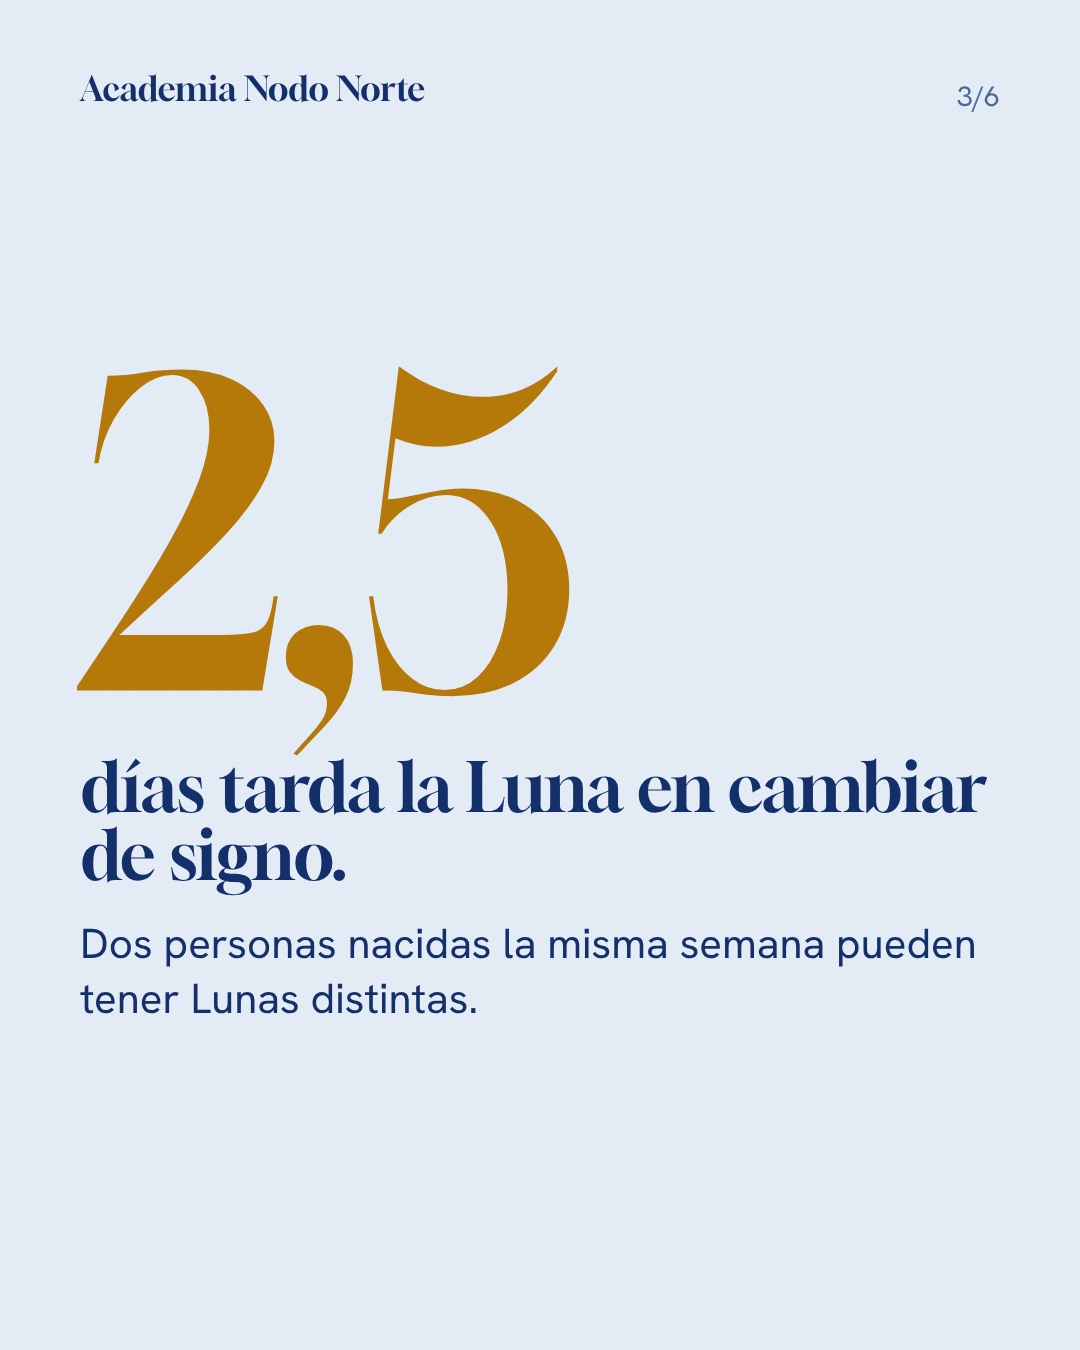 Academia Nodo Norte
3/6
2,5
días tarda la Luna en cambiar
de signo.
Dos personas nacidas la misma semana pueden
tener Lunas distintas.